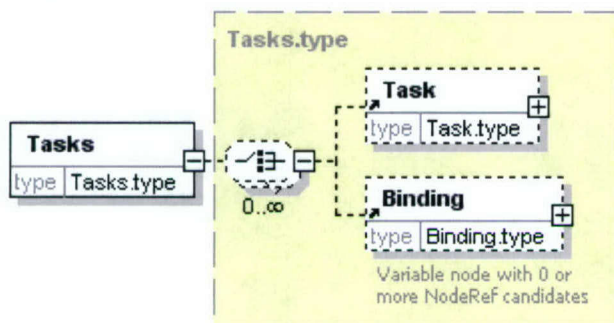 Tasks.type
Task
type Task.type
Tasks
type Tasks.type
0..∞
Binding
type Binding.type
Variable node with 0 or
more NodeRef candidates